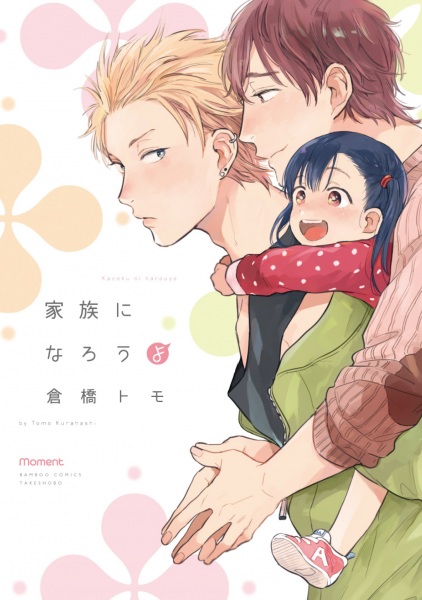 Kazoku ni narouyo
家族に
なろうよ
倉橋トモ
by Tomo Kurahashi
moment
BAMBOO COMICS
TAKESHOBO
A